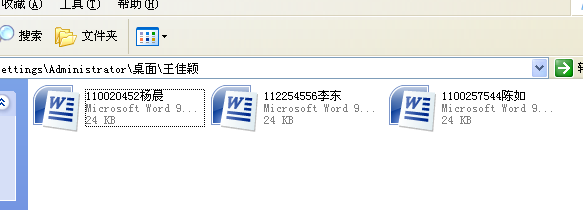 收藏(A) 工具(T) 帮助(H)
搜索 文件夹
ettings\Administrator\桌面\王佳颖
110020452杨晨
Microsoft Word 9...
24 KB
112254556李东
Microsoft Word 9...
24 KB
1100257544陈如
Microsoft Word 9...
24 KB